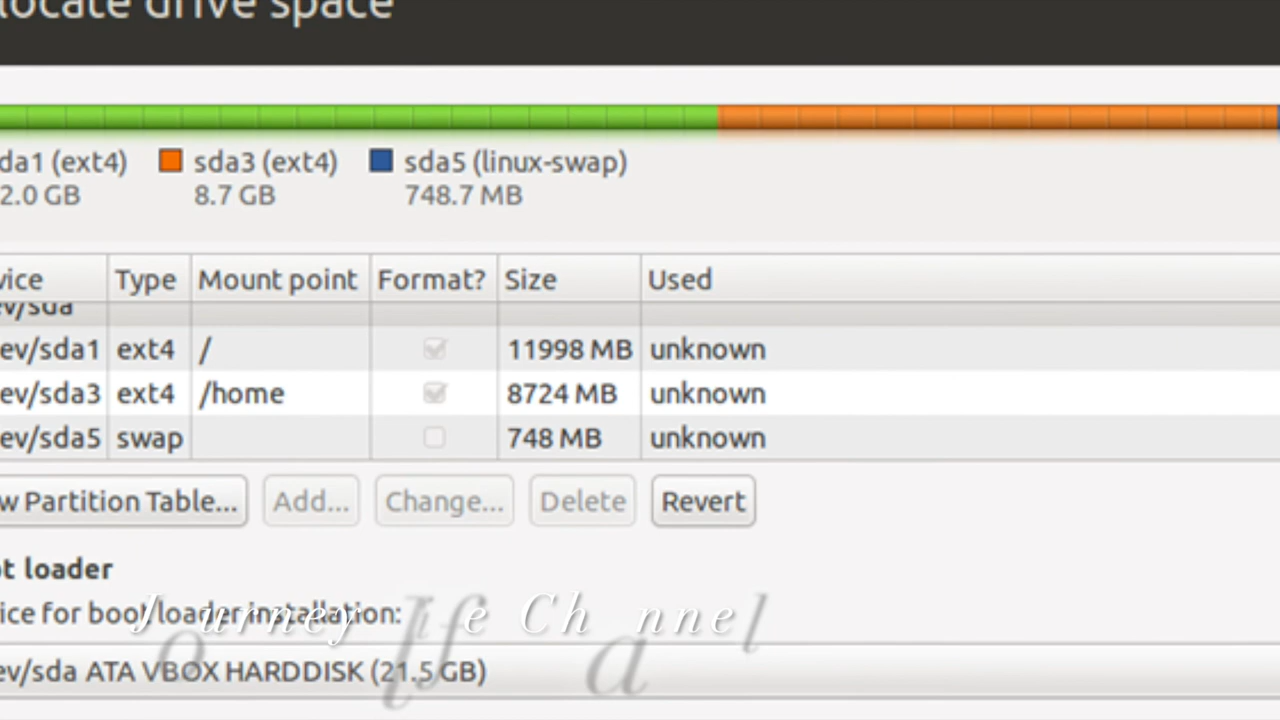 locate drive space
da1 (ext4) sda3 (ext4) sda5 (linux-swap)
2.0 GB 8.7 GB 748.7 MB
vice Type Mount point Format? Size Used
ev/sda
ev/sda1 ext4 / 11998 MB unknown
ev/sda3 ext4 /home 8724 MB unknown
ev/sda5 swap 748 MB unknown
w Partition Table... Add... Change... Delete Revert
t loader
ice for boot loader installation:
Journey life Channel
ev/sda ATA VBOX HARDDISK (21.5 GB)